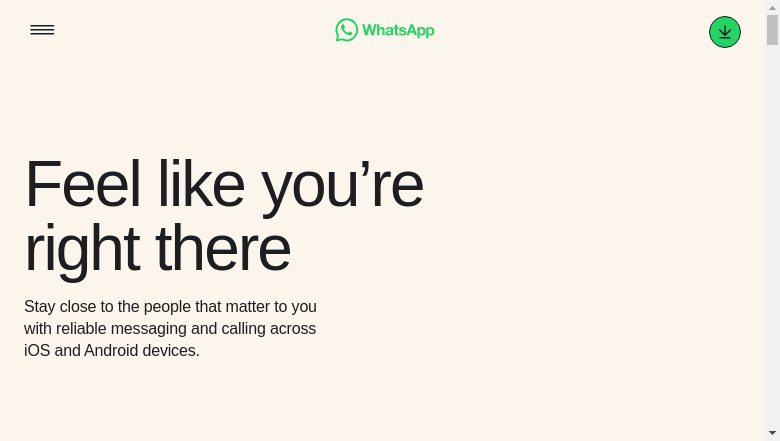 WhatsApp
Feel like you’re
right there
Stay close to the people that matter to you
with reliable messaging and calling across
iOS and Android devices.